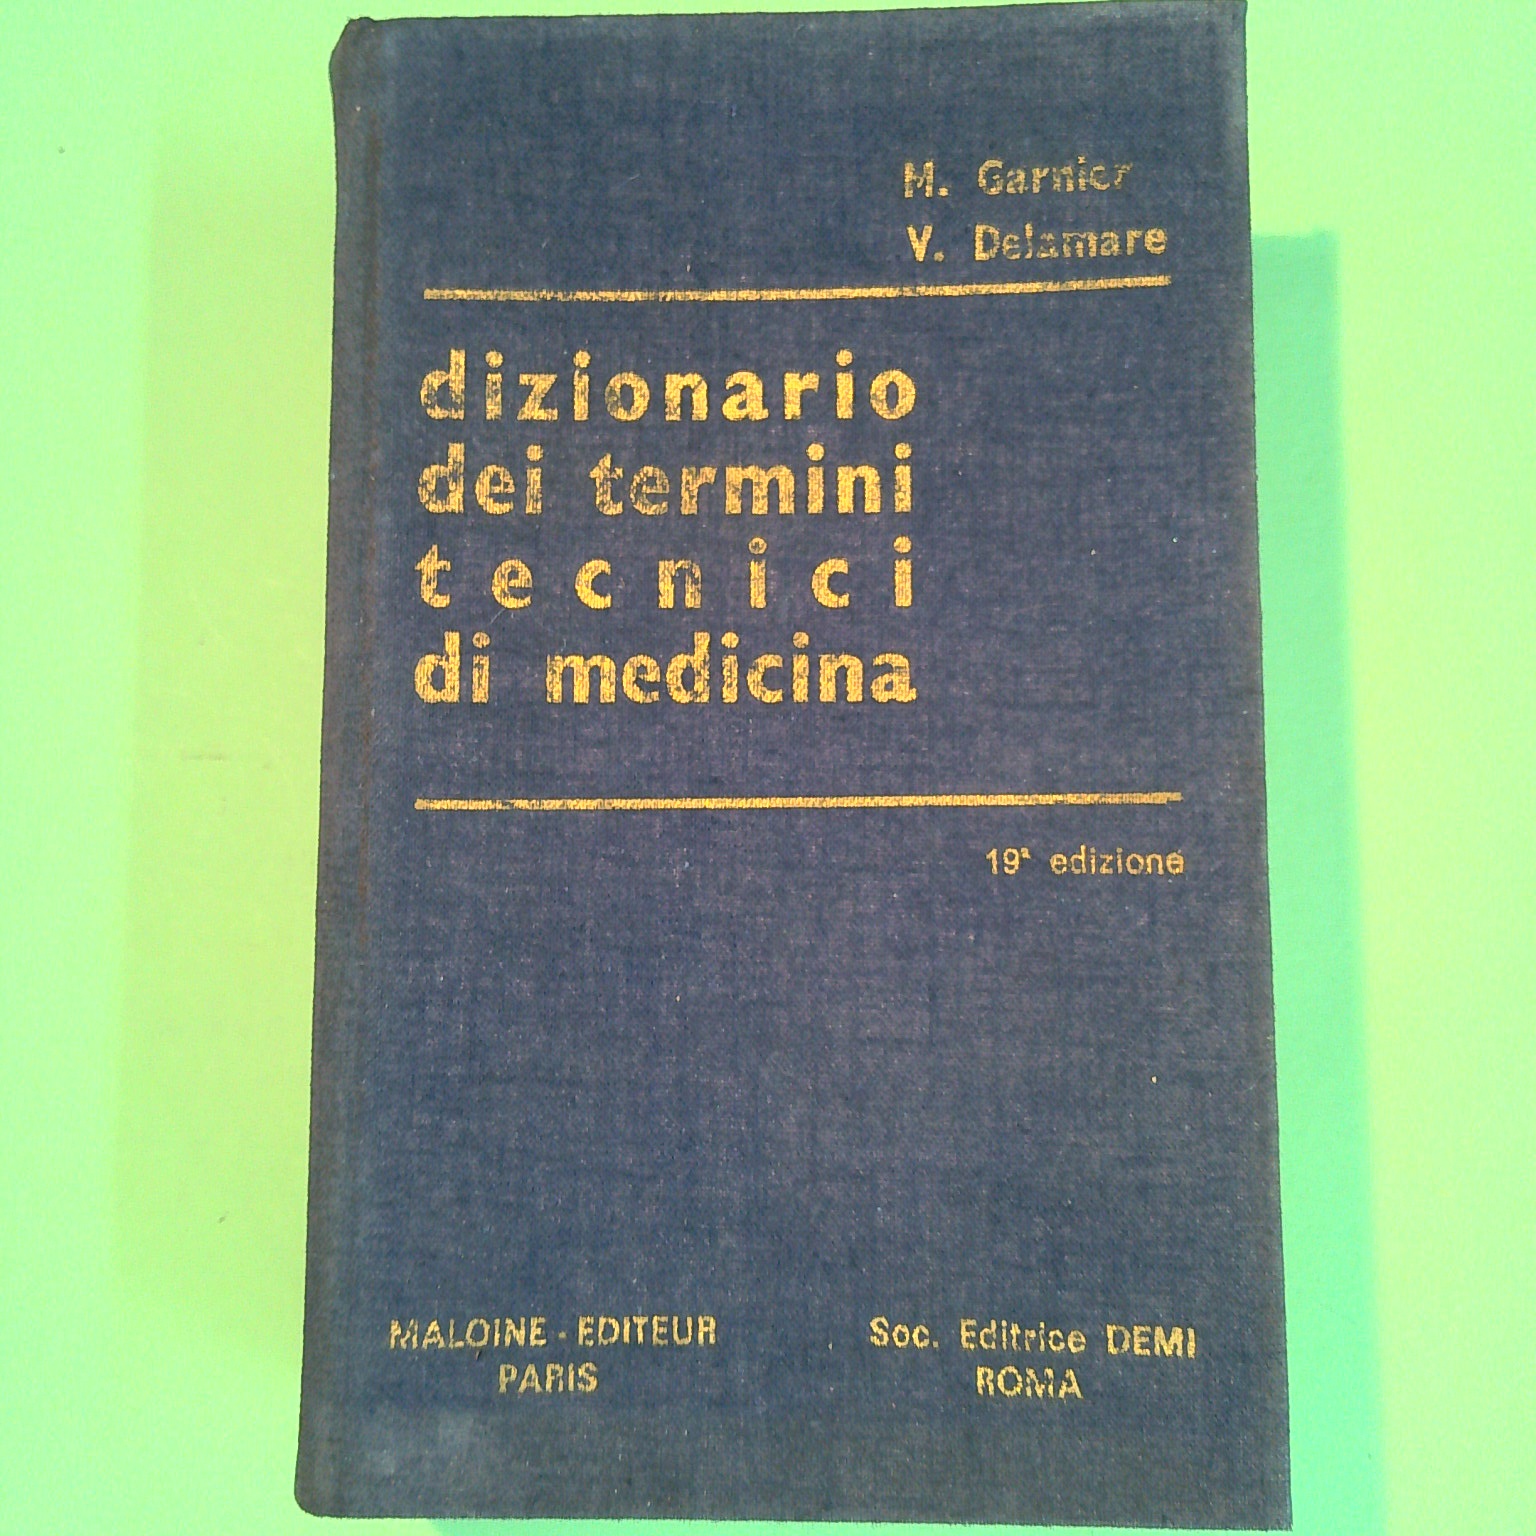 M. Garnier
V. Delamare
dizionario
dei termini
tecnici
di medicina
19ª edizione
MALOINE - EDITEUR
PARIS
Soc. Editrice DEMI
ROMA